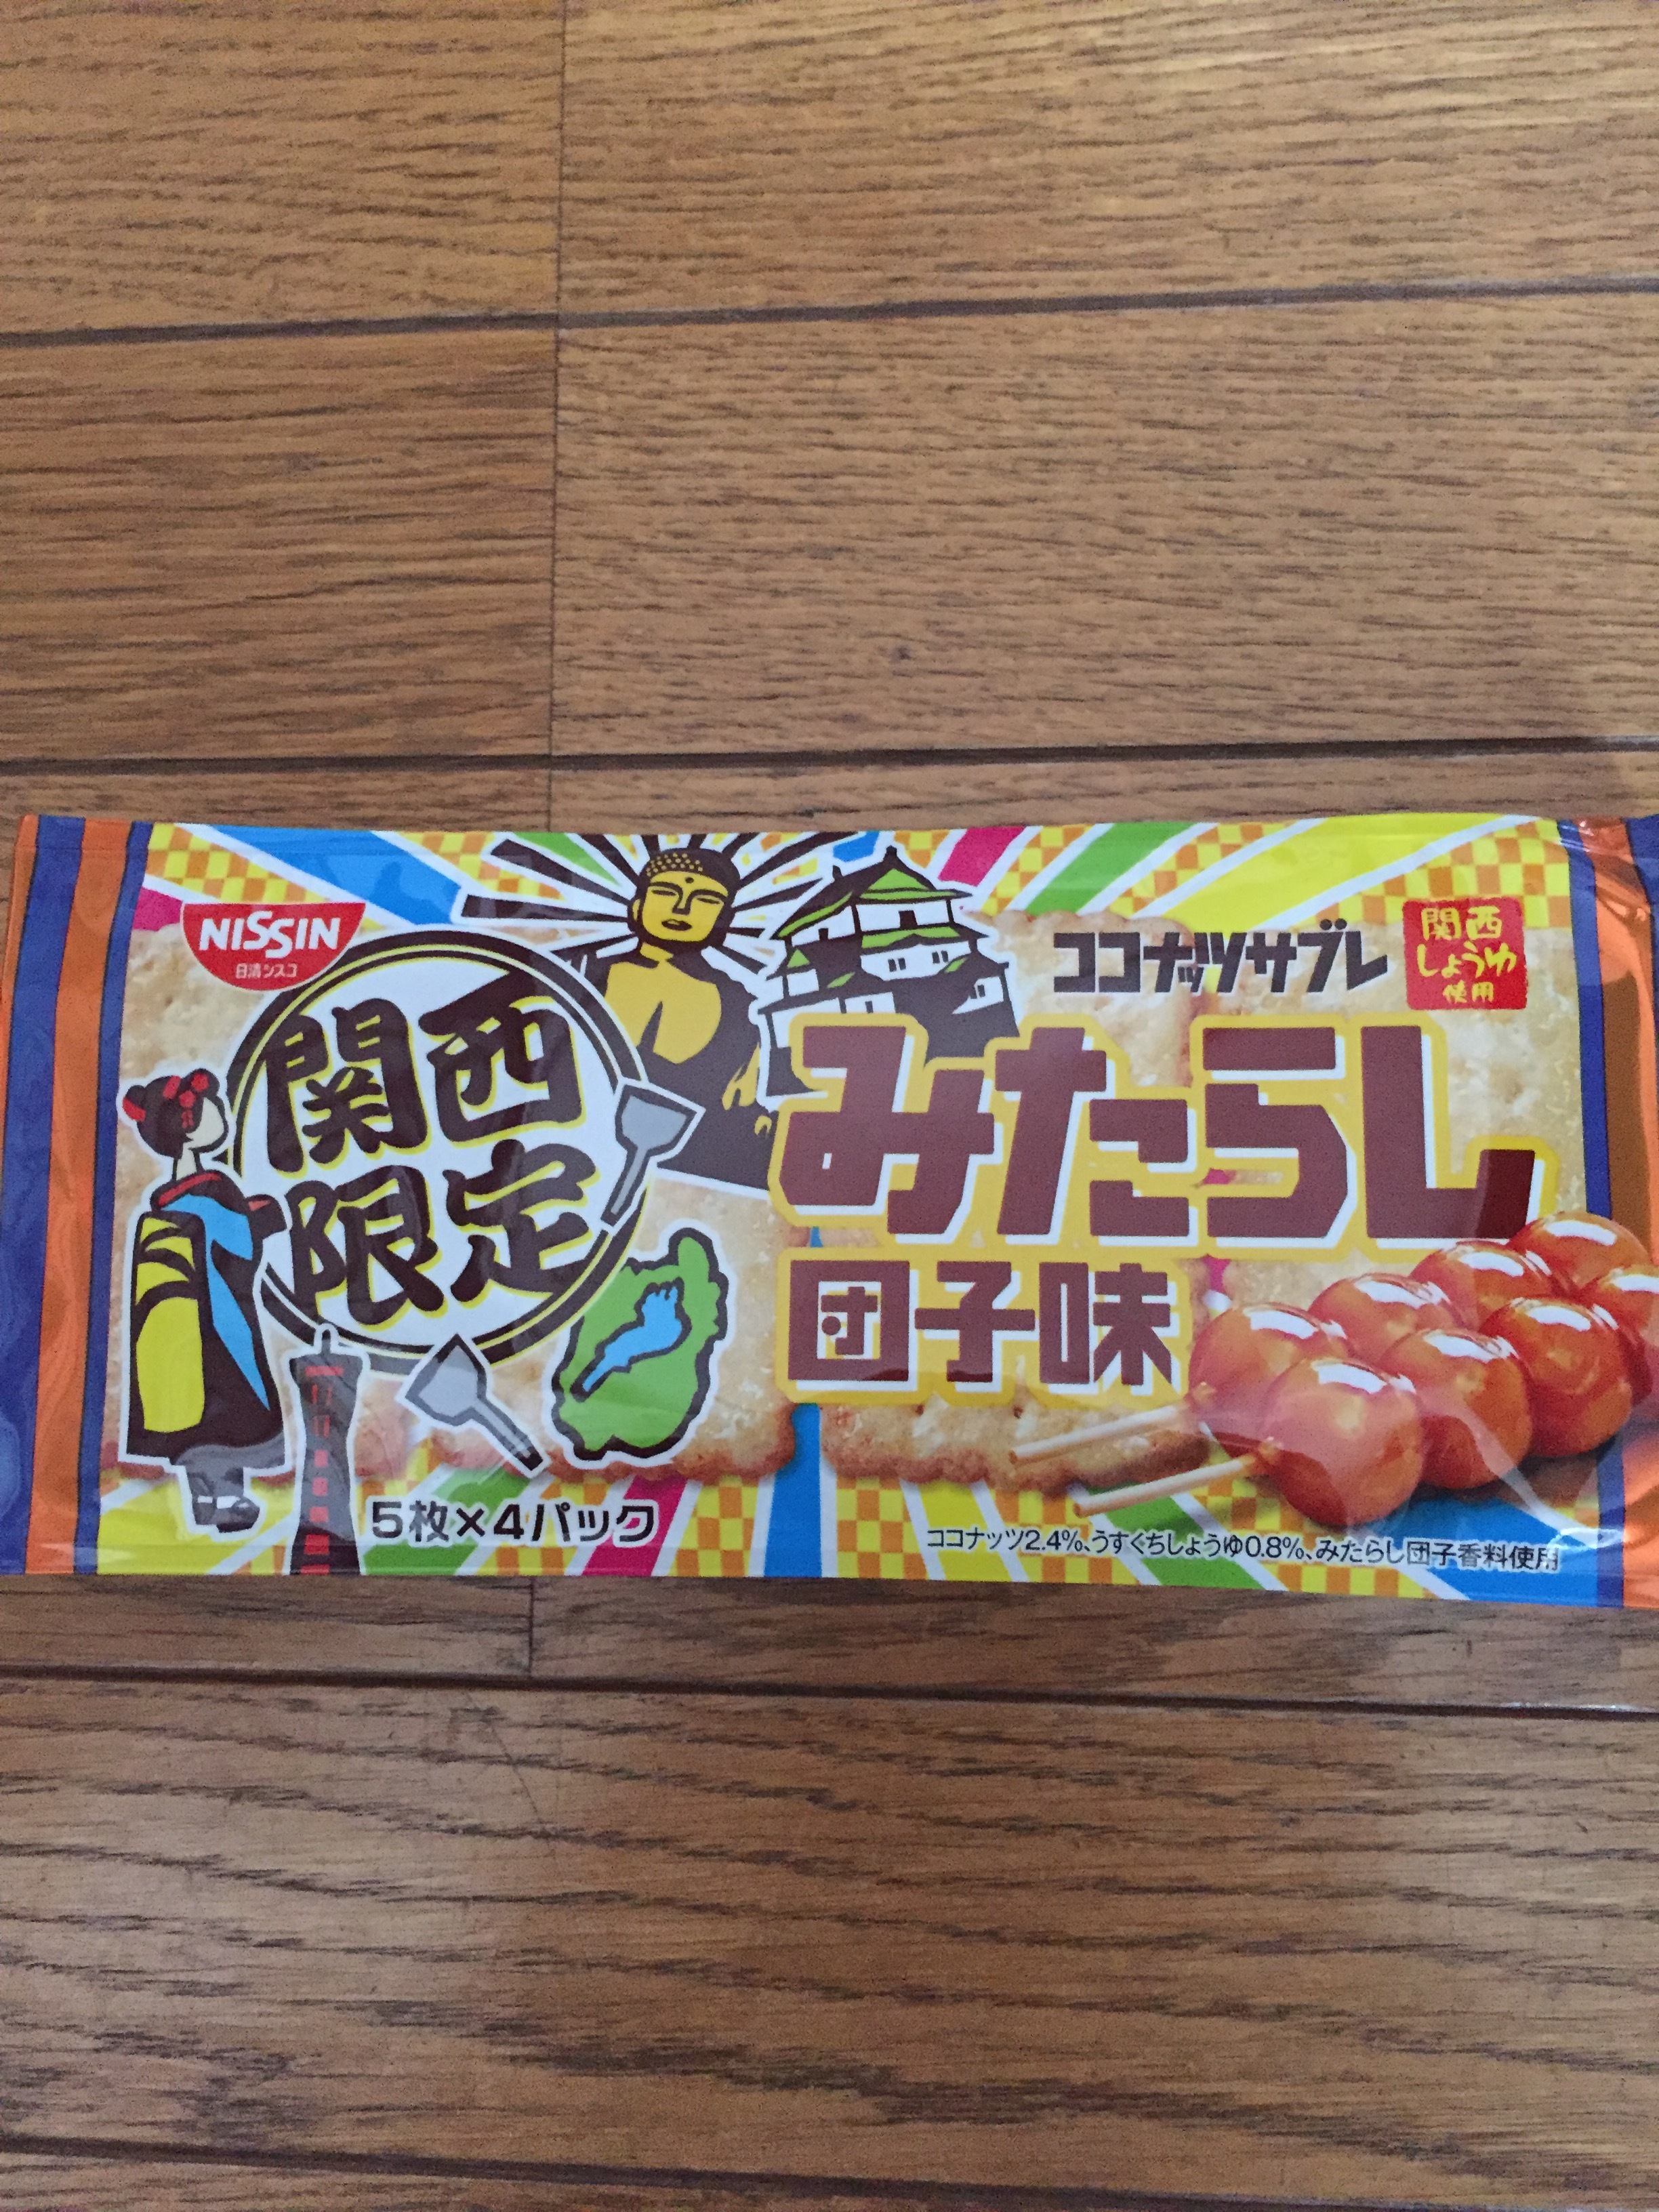 NISSIN
日清シスコ
関西
限定
ココナッツサブレ
関西
しょうゆ
使用
みたらし
団子味
5枚×4パック
ココナッツ2.4%、うすくちしょうゆ0.8%、みたらし団子香料使用